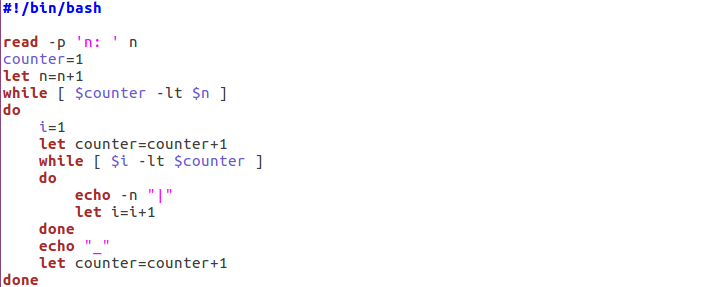 #!/bin/bash

read -p 'n: ' n
counter=1
let n=n+1
while [ $counter -lt $n ]
do
    i=1
    let counter=counter+1
    while [ $i -lt $counter ]
    do
        echo -n "|"
        let i=i+1
    done
    echo "_"
    let counter=counter+1
done